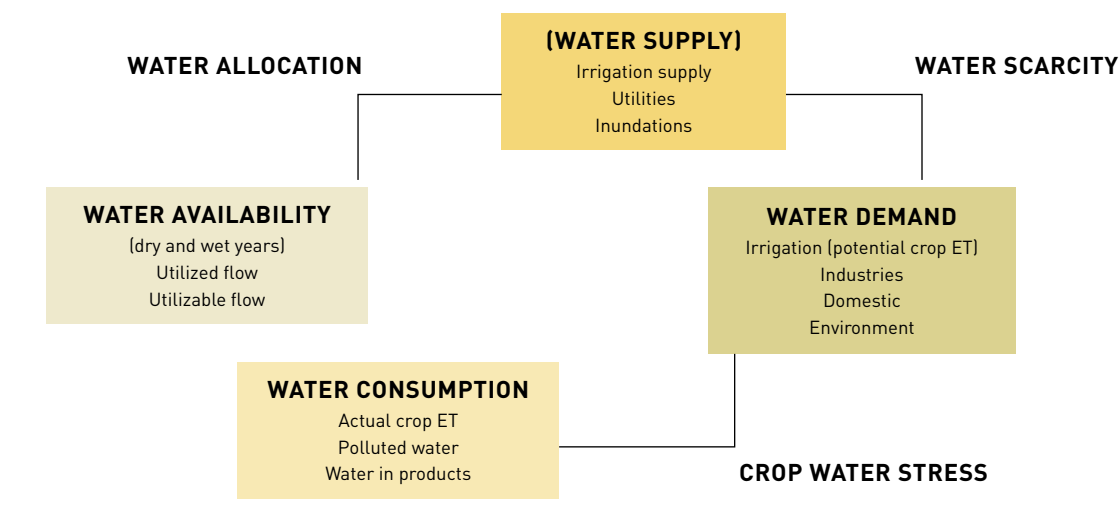 (WATER SUPPLY)
Irrigation supply
Utilities
Inundations
WATER ALLOCATION
WATER SCARCITY
WATER AVAILABILITY
(dry and wet years)
Utilized flow
Utilizable flow
WATER DEMAND
Irrigation (potential crop ET)
Industries
Domestic
Environment
WATER CONSUMPTION
Actual crop ET
Polluted water
Water in products
CROP WATER STRESS